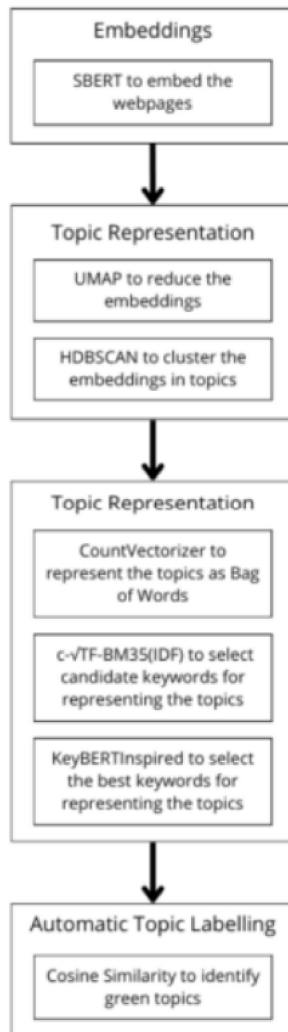 Embeddings
SBERT to embed the
webpages
Topic Representation
UMAP to reduce the
embeddings
HDBSCAN to cluster the
embeddings in topics
Topic Representation
CountVectorizer to
represent the topics as Bag
of Words
c-√TF-BM35(IDF) to select
candidate keywords for
representing the topics
KeyBERTInspired to select
the best keywords for
representing the topics
Automatic Topic Labelling
Cosine Similarity to identify
green topics